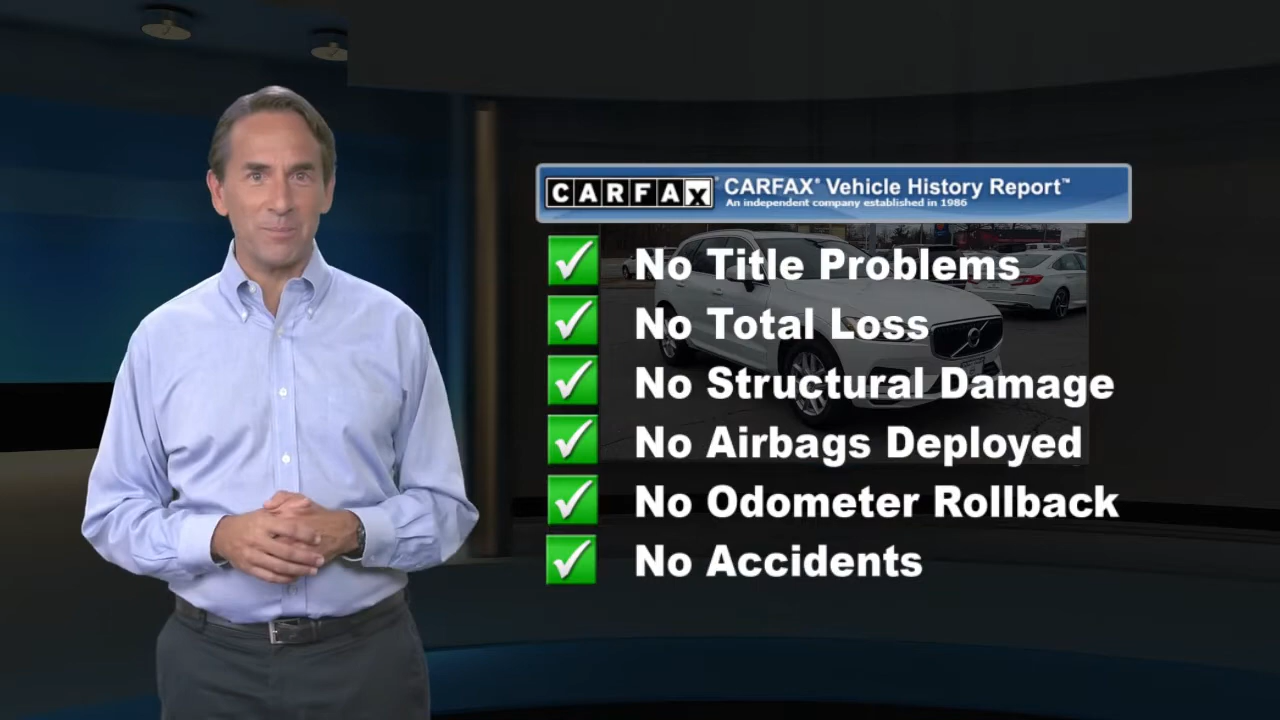 CARFAX® CARFAX® Vehicle History Report™
An independent company established in 1986
No Title Problems
No Total Loss
No Structural Damage
No Airbags Deployed
No Odometer Rollback
No Accidents